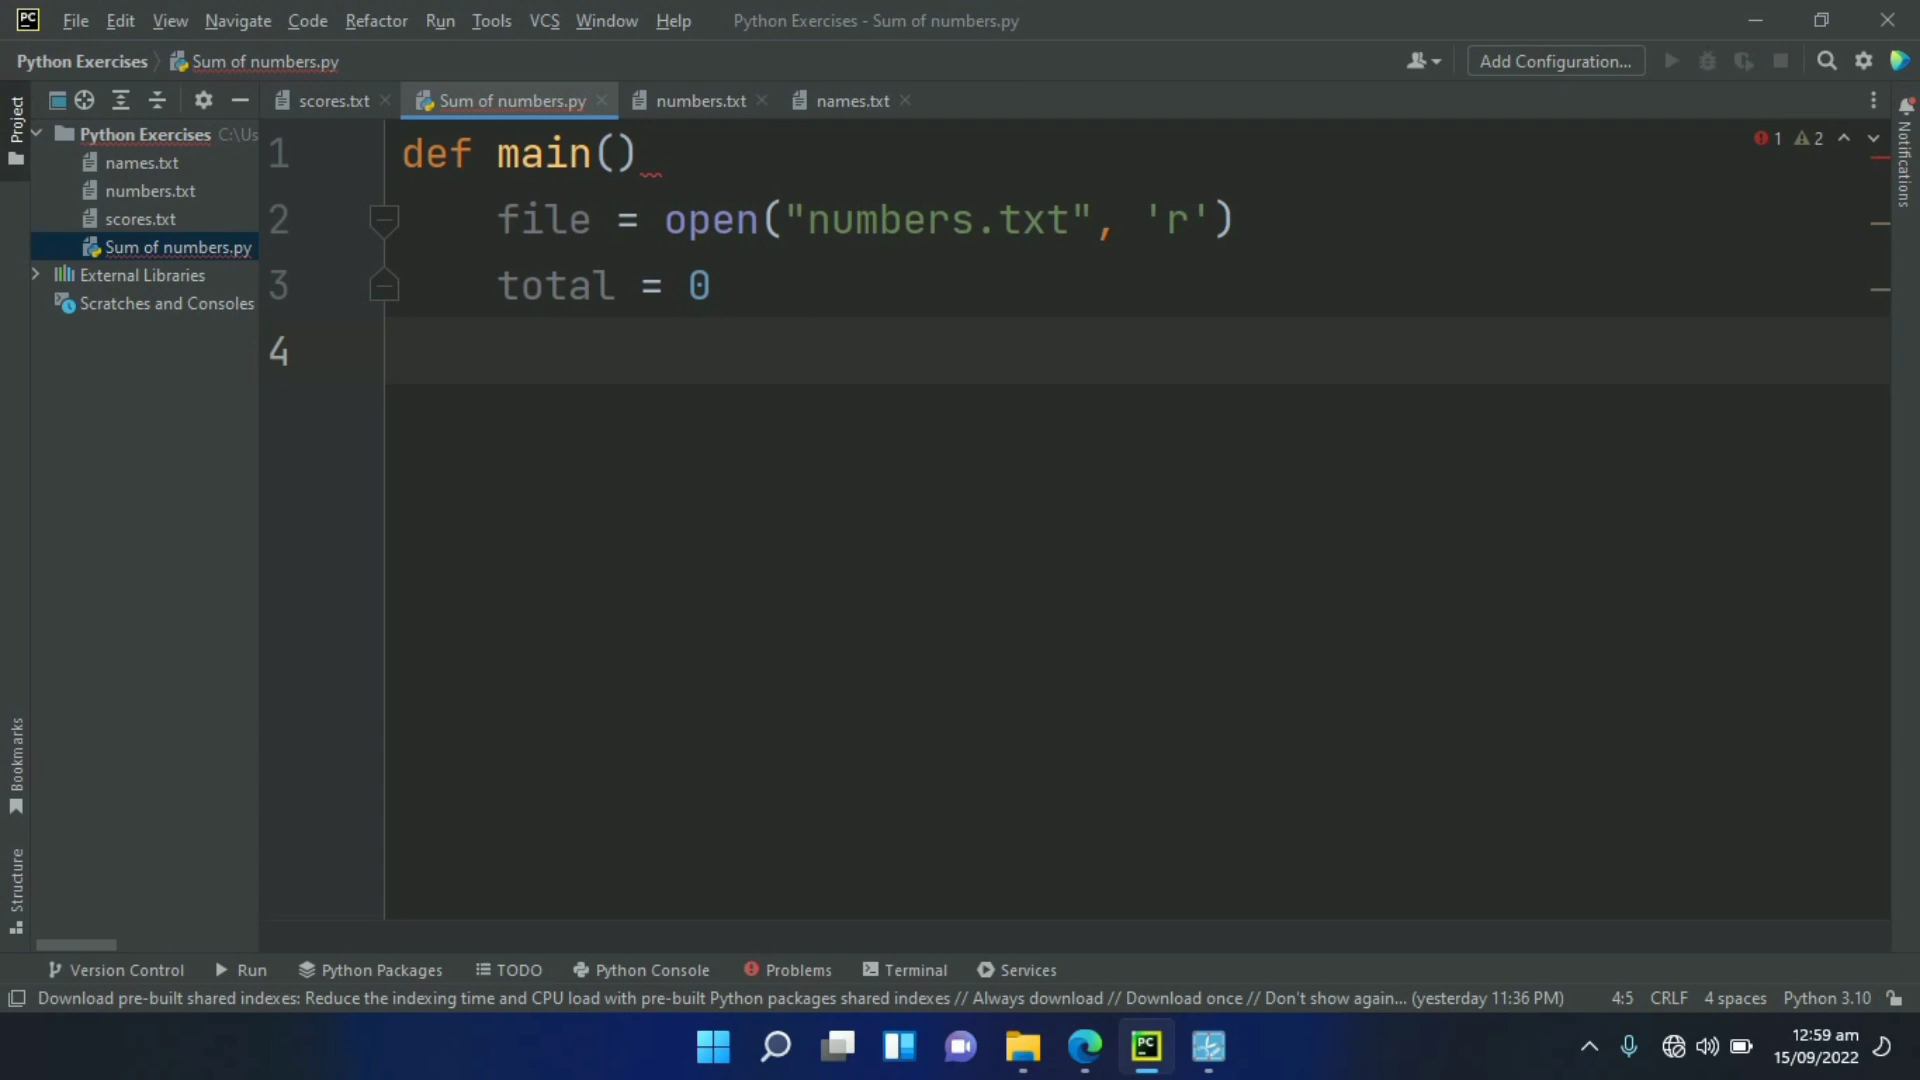 PC File Edit View Navigate Code Refactor Run Tools VCS Window Help Python Exercises - Sum of numbers.py
Python Exercises Sum of numbers.py Add Configuration...
Project scores.txt Sum of numbers.py numbers.txt names.txt
Notifications
Python Exercises C:\Us
names.txt
numbers.txt
scores.txt
Sum of numbers.py
External Libraries
Scratches and Consoles
1 def main() 1 2
2 file = open("numbers.txt", 'r')
3 total = 0
4
Bookmarks
Structure
Version Control Run Python Packages TODO Python Console Problems Terminal Services
Download pre-built shared indexes: Reduce the indexing time and CPU load with pre-built Python packages shared indexes // Always download // Download once // Don't show again... (yesterday 11:36 PM) 4:5 CRLF 4 spaces Python 3.10
PC
12:59 am
15/09/2022